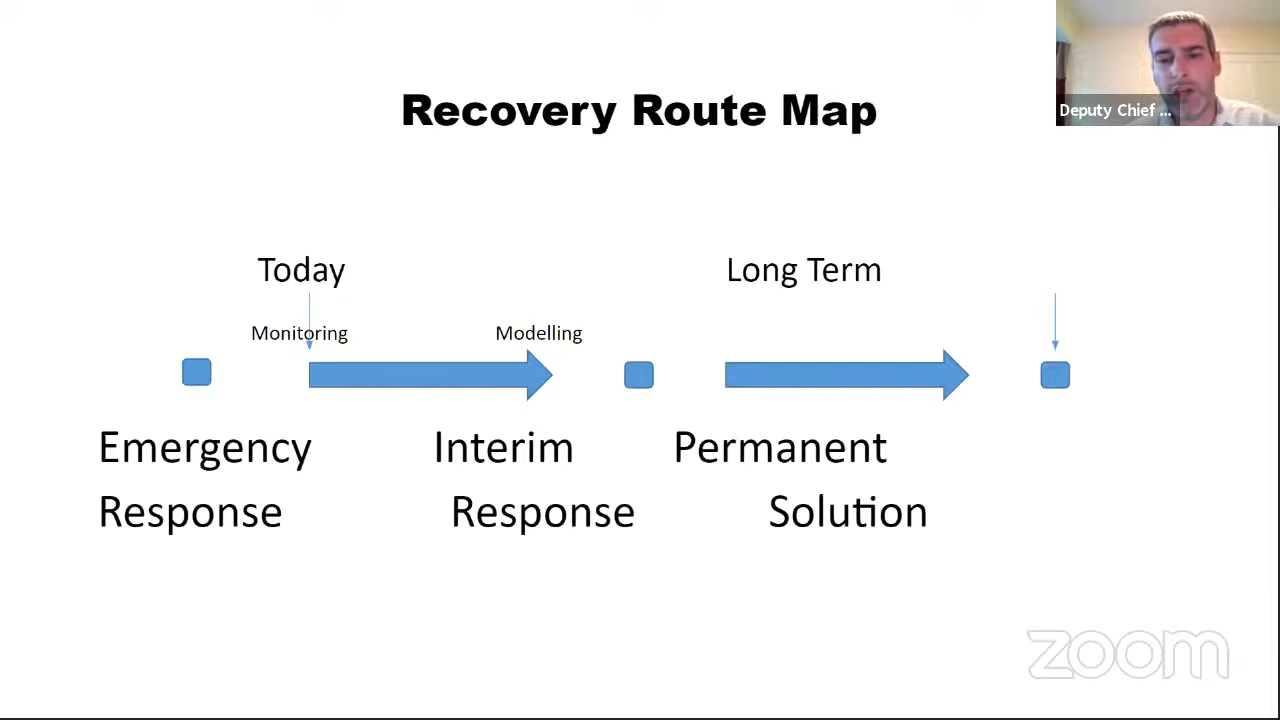 Deputy Chief ...
Recovery Route Map
Today
Long Term
Monitoring
Modelling
Emergency
Interim
Permanent
Response
Response
Solution
zoom